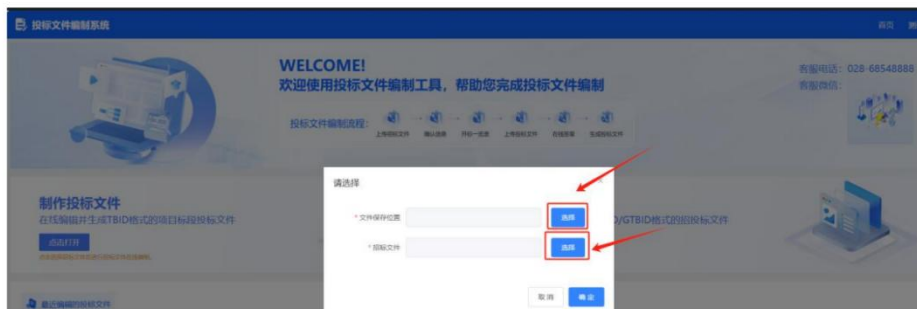 投标文件编制系统
首页
WELCOME!
欢迎使用投标文件编制工具，帮助您完成投标文件编制
客服电话：028-68548888
客服微信：
投标文件编制流程：
上传招标文件 确认信息 开标一览表 上传投标文件 在线签章 生成投标文件
请选择
制作投标文件
在线编辑并生成TBID格式的项目标段投标文件
* 文件保存位置
选择
D/GTBID格式的招投标文件
点击打开
* 招标文件
选择
取消
确定
最近编辑的投标文件